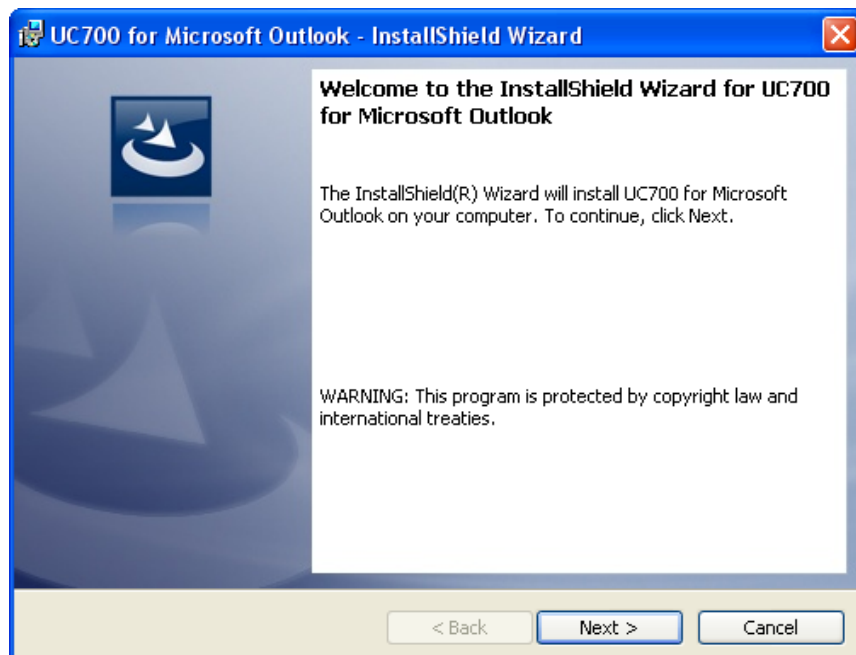 UC700 for Microsoft Outlook - InstallShield Wizard
Welcome to the InstallShield Wizard for UC700
for Microsoft Outlook
The InstallShield(R) Wizard will install UC700 for Microsoft
Outlook on your computer. To continue, click Next.
WARNING: This program is protected by copyright law and
international treaties.
< Back
Next >
Cancel